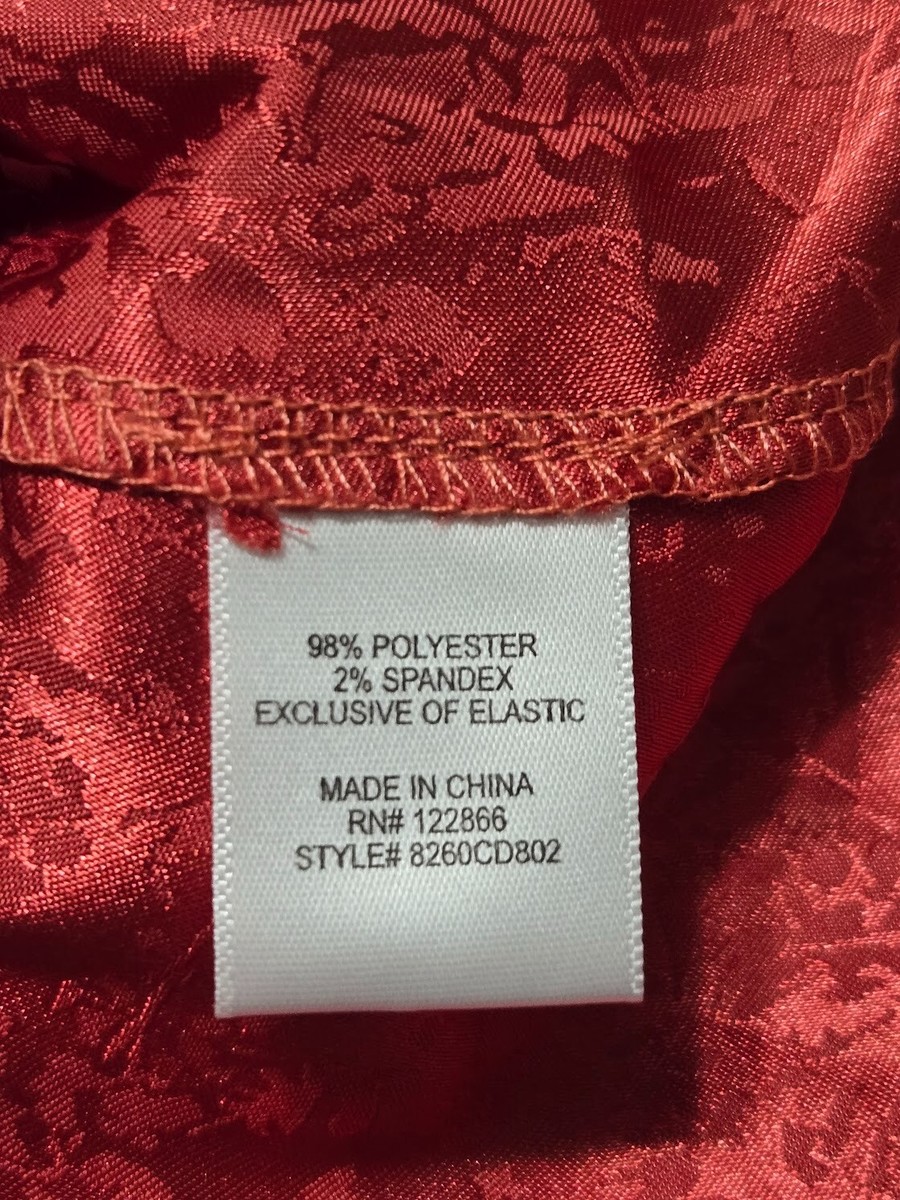 98% POLYESTER
2% SPANDEX
EXCLUSIVE OF ELASTIC
MADE IN CHINA
RN# 122866
STYLE# 8260CD802